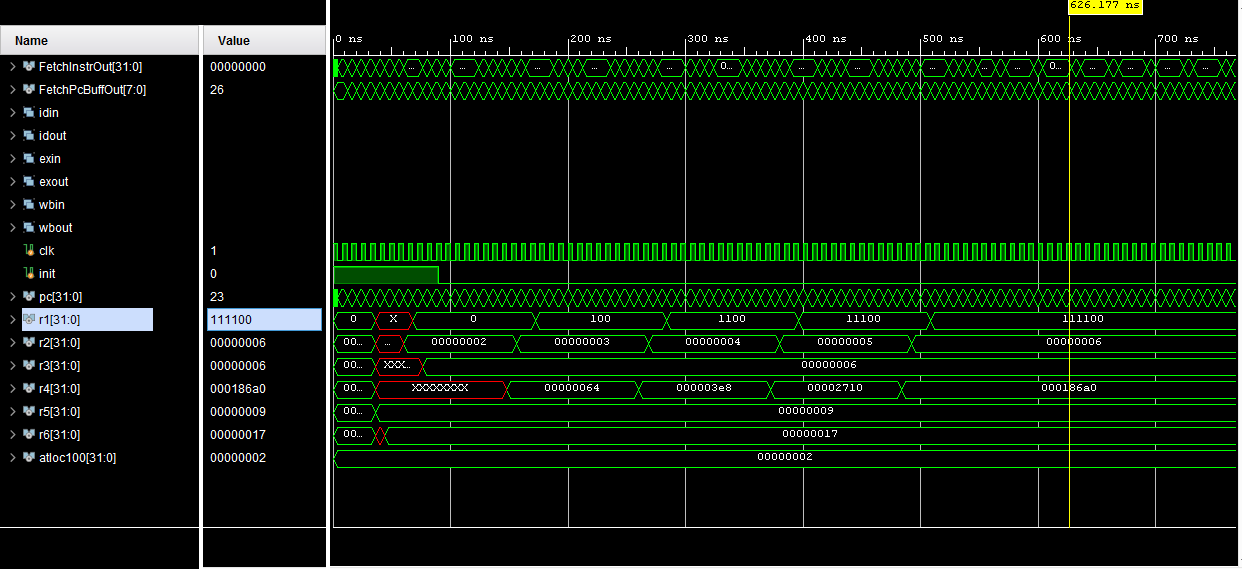 626.177 ns
Name Value
0 ns 100 ns 200 ns 300 ns 400 ns 500 ns 600 ns 700 ns
FetchInstrOut[31:0] 00000000 ... ... ... ... ... 0... ... ... ... ... 0... ... ... ...
FetchPcBuffOut[7:0] 26
idin
idout
exin
exout
wbin
wbout
clk 1
init 0
pc[31:0] 23
r1[31:0] 111100 0 X 0 100 1100 11100 111100
r2[31:0] 00000006 00... ... 00000002 00000003 00000004 00000005 00000006
r3[31:0] 00000006 00... XXX... 00000006
r4[31:0] 000186a0 00... XXXXXXXX 00000064 000003e8 00002710 000186a0
r5[31:0] 00000009 00... 00000009
r6[31:0] 00000017 00... 00000017
atloc100[31:0] 00000002 00000002